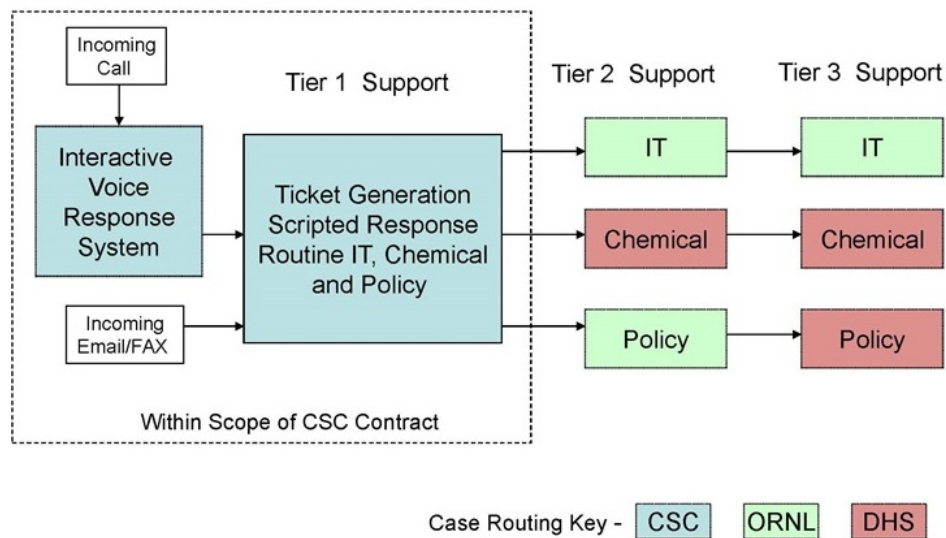 Incoming
Call
Tier 1 Support
Tier 2 Support
Tier 3 Support
Interactive
Voice
Response
System
Ticket Generation
Scripted Response
Routine IT, Chemical
and Policy
IT
IT
Chemical
Chemical
Incoming
Email/FAX
Policy
Policy
Within Scope of CSC Contract
Case Routing Key -
CSC
ORNL
DHS